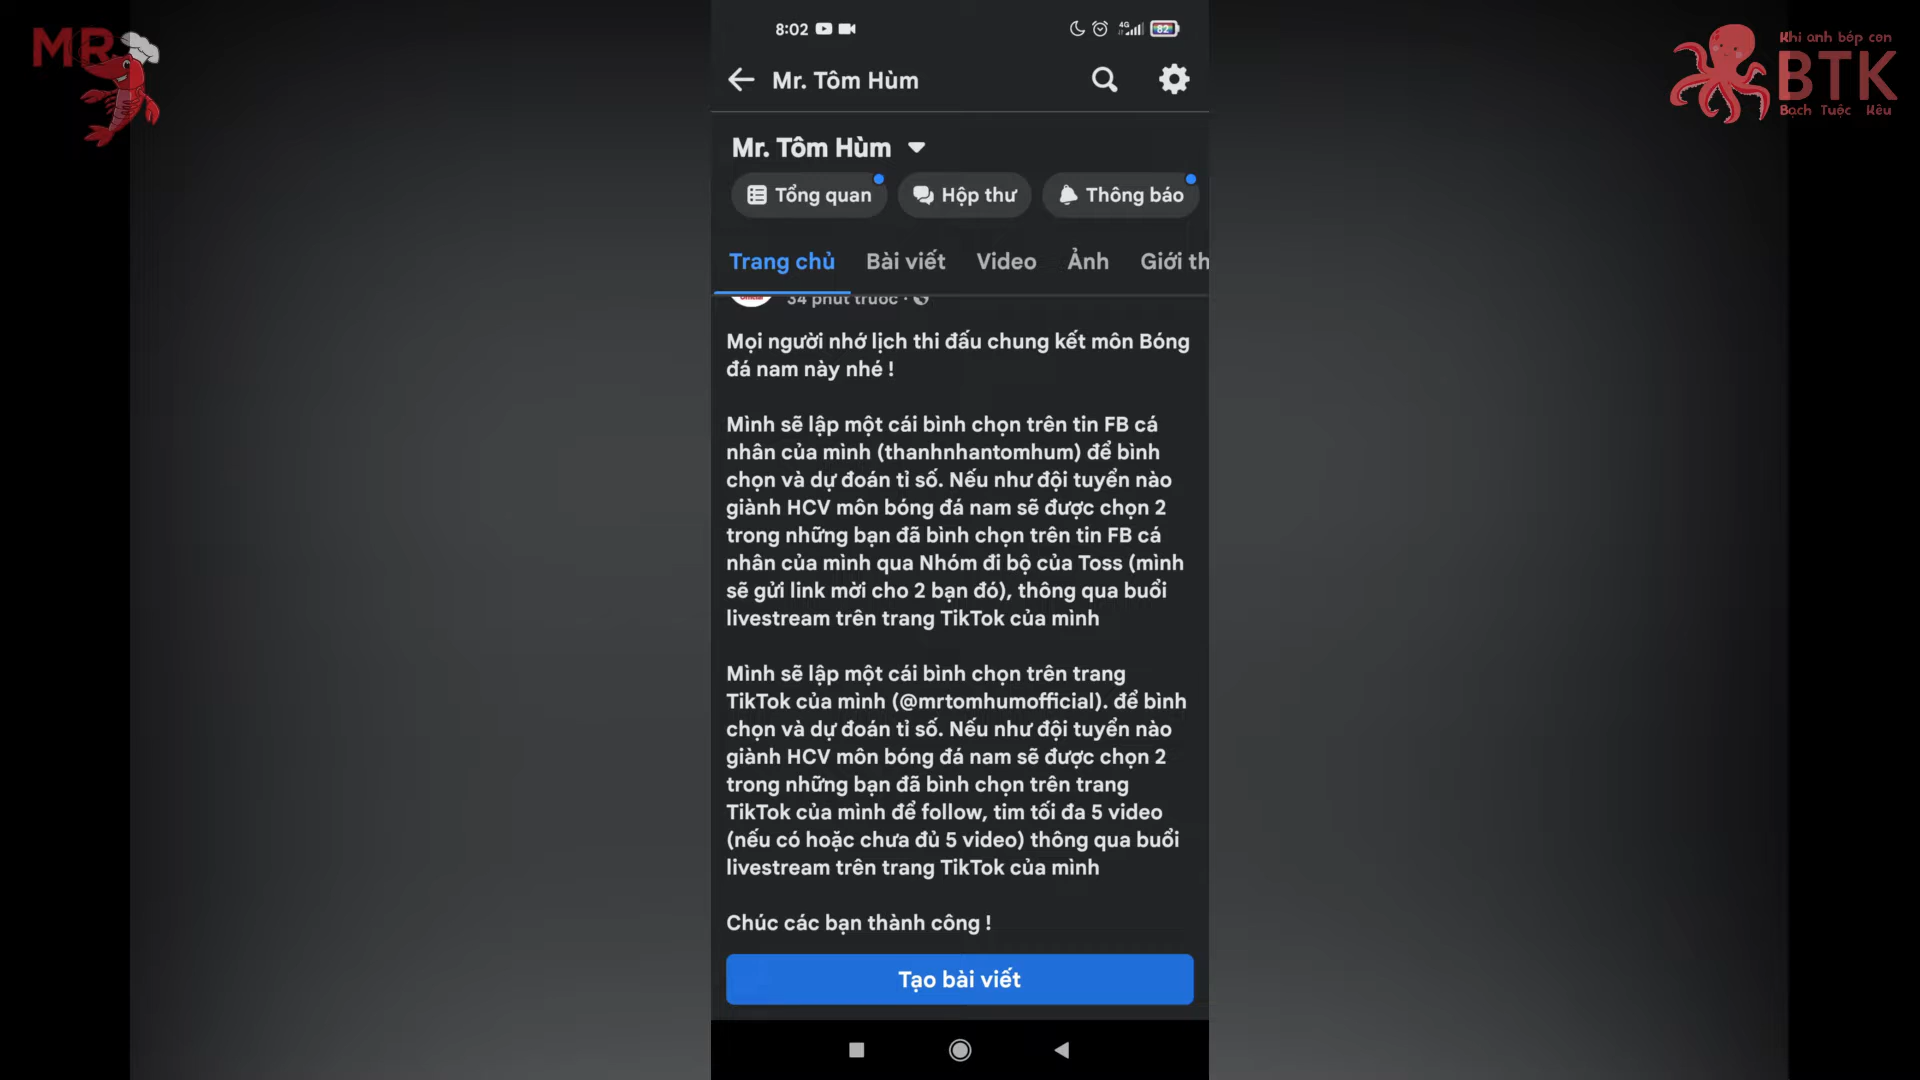 MR
Khi anh bóp con
BTK
Bạch Tuộc Kêu
8:02
4G
82
Mr. Tôm Hùm
Mr. Tôm Hùm
Tổng quan
Hộp thư
Thông báo
Trang chủ
Bài viết
Video
Ảnh
Giới th
34 phút trước ·
Mọi người nhớ lịch thi đấu chung kết môn Bóng
đá nam này nhé !
Mình sẽ lập một cái bình chọn trên tin FB cá
nhân của mình (thanhnhantomhum) để bình
chọn và dự đoán tỉ số. Nếu như đội tuyển nào
giành HCV môn bóng đá nam sẽ được chọn 2
trong những bạn đã bình chọn trên tin FB cá
nhân của mình qua Nhóm đi bộ của Toss (mình
sẽ gửi link mời cho 2 bạn đó), thông qua buổi
livestream trên trang TikTok của mình
Mình sẽ lập một cái bình chọn trên trang
TikTok của mình (@mrtomhumofficial). để bình
chọn và dự đoán tỉ số. Nếu như đội tuyển nào
giành HCV môn bóng đá nam sẽ được chọn 2
trong những bạn đã bình chọn trên trang
TikTok của mình để follow, tim tối đa 5 video
(nếu có hoặc chưa đủ 5 video) thông qua buổi
livestream trên trang TikTok của mình
Chúc các bạn thành công !
Tạo bài viết